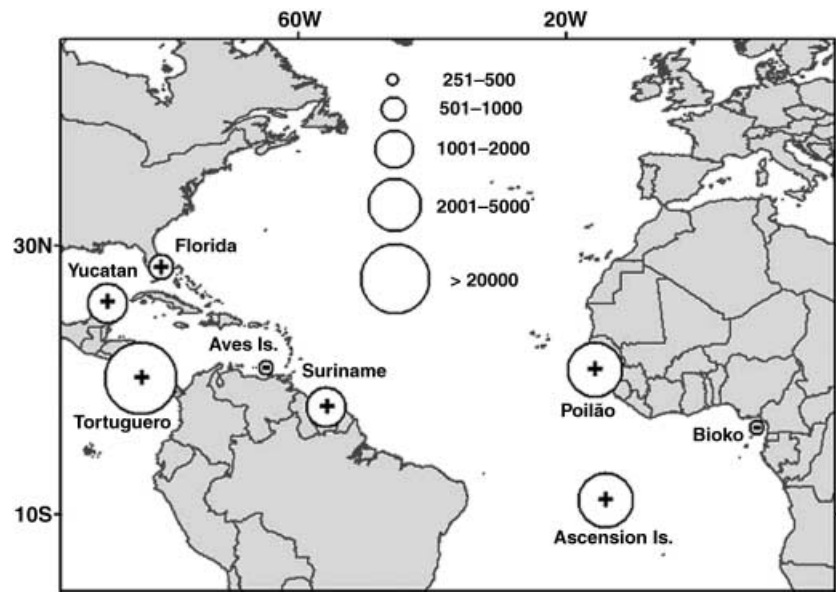 60W
20W
251–500
501–1000
1001–2000
2001–5000
> 20000
30N
Florida
Yucatan
Aves Is.
Suriname
Tortuguero
Poilão
Bioko
10S
Ascension Is.